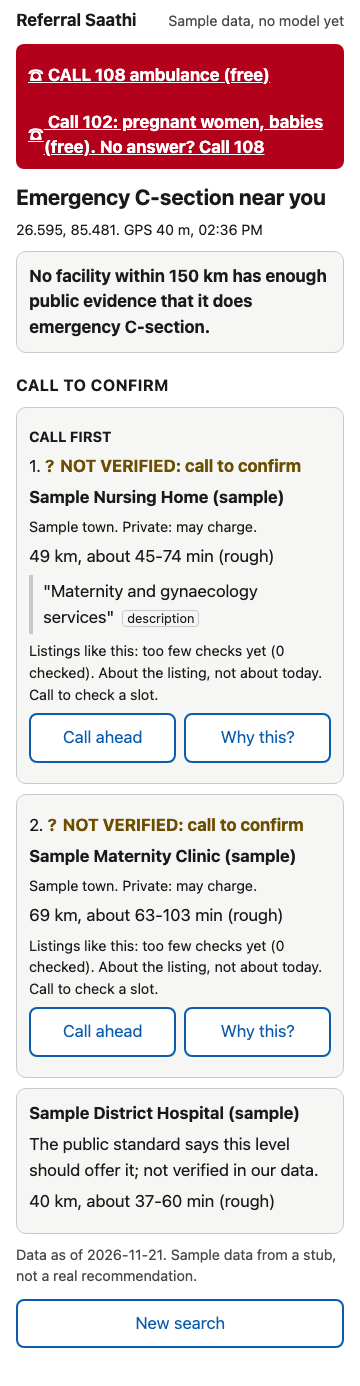 Referral Saathi
Sample data, no model yet
☎ CALL 108 ambulance (free)
☎ Call 102: pregnant women, babies
(free). No answer? Call 108
Emergency C-section near you
26.595, 85.481. GPS 40 m, 02:36 PM
No facility within 150 km has enough
public evidence that it does
emergency C-section.
CALL TO CONFIRM
CALL FIRST
1. ? NOT VERIFIED: call to confirm
Sample Nursing Home (sample)
Sample town. Private: may charge.
49 km, about 45-74 min (rough)
"Maternity and gynaecology
services" description
Listings like this: too few checks yet (0
checked). About the listing, not about today.
Call to check a slot.
Call ahead
Why this?
2. ? NOT VERIFIED: call to confirm
Sample Maternity Clinic (sample)
Sample town. Private: may charge.
69 km, about 63-103 min (rough)
Listings like this: too few checks yet (0
checked). About the listing, not about today.
Call to check a slot.
Call ahead
Why this?
Sample District Hospital (sample)
The public standard says this level
should offer it; not verified in our data.
40 km, about 37-60 min (rough)
Data as of 2026-11-21. Sample data from a stub,
not a real recommendation.
New search